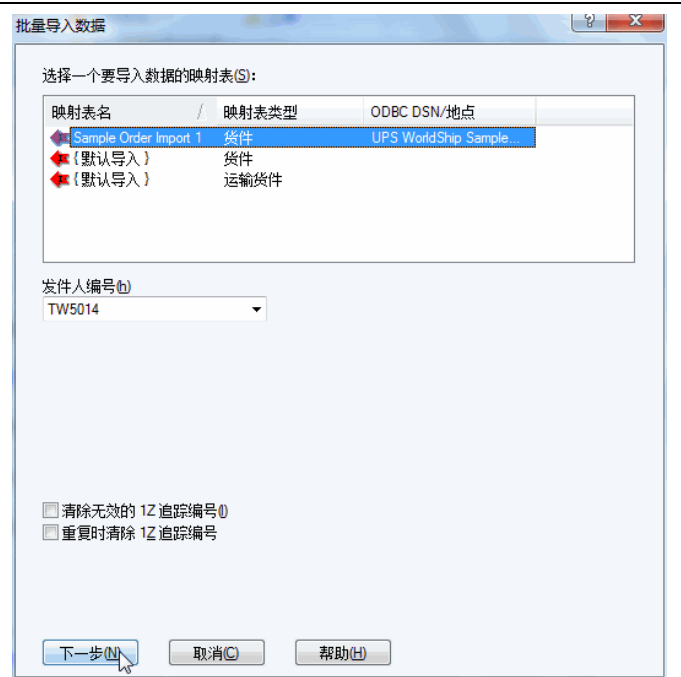 批量导入数据
选择一个要导入数据的映射表(S):
映射表名 映射表类型 ODBC DSN/地点
Sample Order Import 1 货件 UPS WorldShip Sample...
{默认导入} 货件
{默认导入} 运输货件
发件人编号(h)
TW5014
清除无效的 1Z 追踪编号(I)
重复时清除 1Z 追踪编号
下一步(N) 取消(C) 帮助(H)